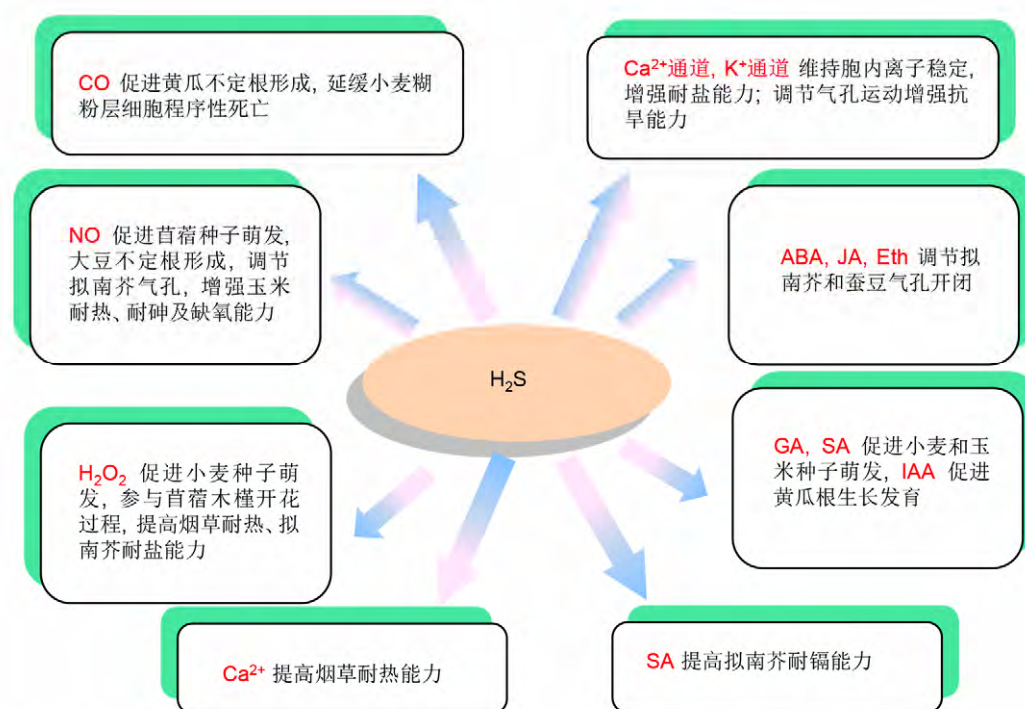 CO 促进黄瓜不定根形成, 延缓小麦糊
粉层细胞程序性死亡
Ca²⁺通道, K⁺通道 维持胞内离子稳定,
增强耐盐能力; 调节气孔运动增强抗
旱能力
NO 促进苜蓿种子萌发,
大豆不定根形成, 调节
拟南芥气孔, 增强玉米
耐热、耐砷及缺氧能力
ABA, JA, Eth 调节拟
南芥和蚕豆气孔开闭
H₂S
H₂O₂ 促进小麦种子萌
发, 参与苜蓿木槿开花
过程, 提高烟草耐热、拟
南芥耐盐能力
GA, SA 促进小麦和玉
米种子萌发, IAA 促进
黄瓜根生长发育
Ca²⁺ 提高烟草耐热能力
SA 提高拟南芥耐镉能力